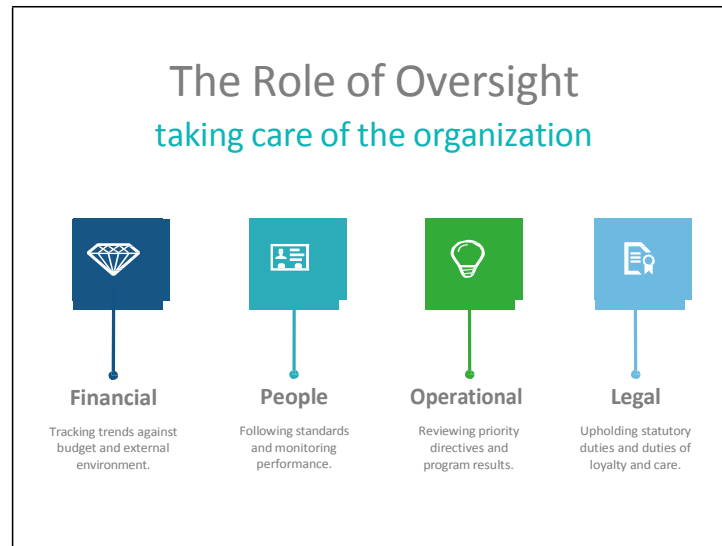 The Role of Oversight
taking care of the organization
Financial
Tracking trends against
budget and external
environment.
People
Following standards
and monitoring
performance.
Operational
Reviewing priority
directives and
program results.
Legal
Upholding statutory
duties and duties of
loyalty and care.